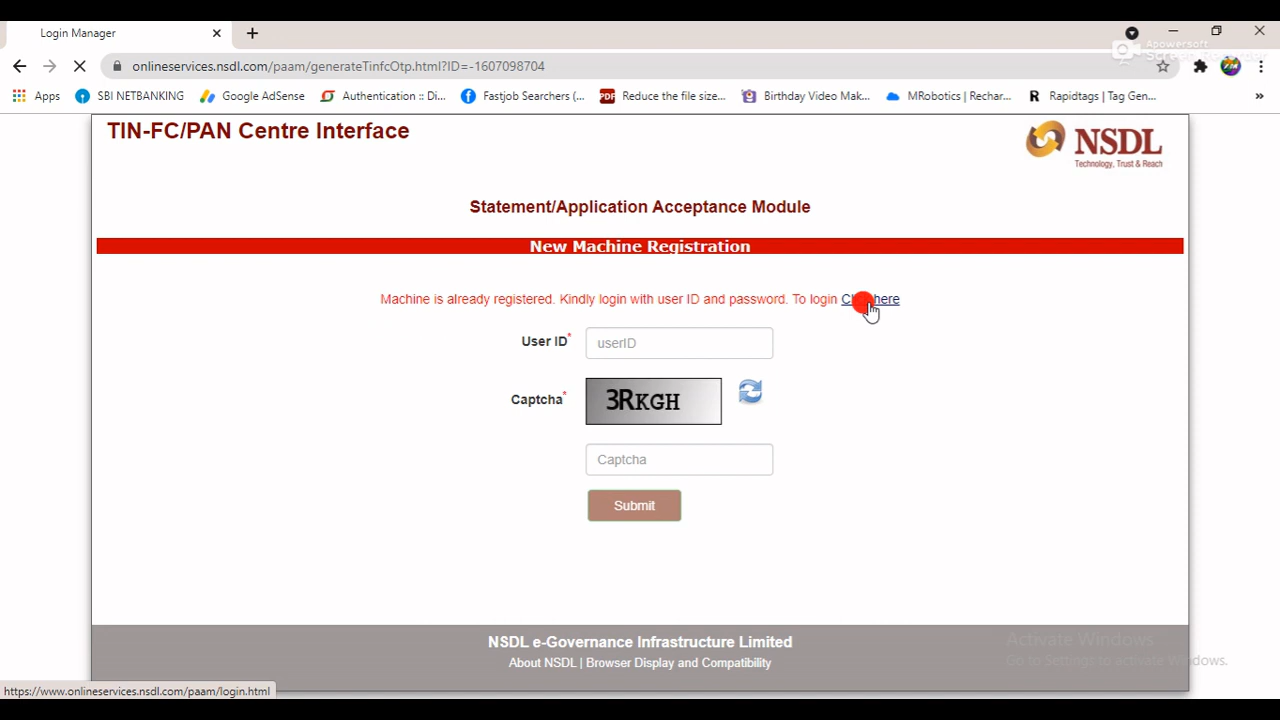 Login Manager
onlineservices.nsdl.com/paam/generateTinfcOtp.html?ID=-1607098704
Apps SBI NETBANKING Google AdSense Authentication :: Di... Fastjob Searchers (... PDF Reduce the file size... Birthday Video Mak... MRobotics | Rechar... R Rapidtags | Tag Gen... »
Apowersoft
TIN-FC/PAN Centre Interface
NSDL
Technology, Trust & Reach
Statement/Application Acceptance Module
New Machine Registration
Machine is already registered. Kindly login with user ID and password. To login Click here
User ID* userID
Captcha* 3RKGH
Captcha
Submit
NSDL e-Governance Infrastructure Limited
About NSDL | Browser Display and Compatibility
Activate Windows
Go to Settings to activate Windows.
https://www.onlineservices.nsdl.com/paam/login.html